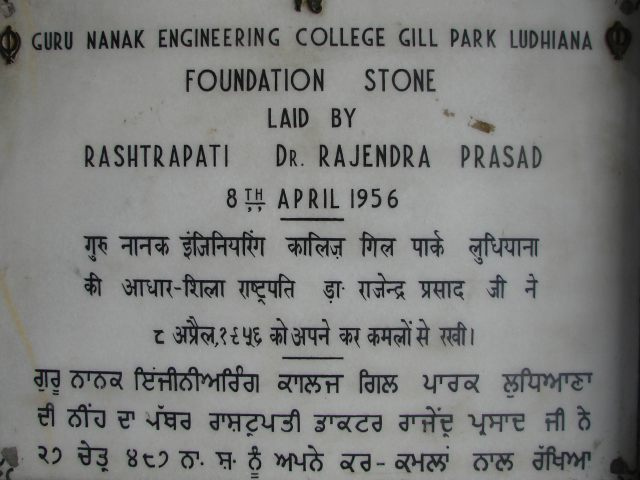 GURU NANAK ENGINEERING COLLEGE GILL PARK LUDHIANA
FOUNDATION STONE
LAID BY
RASHTRAPATI DR. RAJENDRA PRASAD
8TH APRIL 1956
गुरु नानक इंजिनियरिंग कालिज़ गिल पार्क लुधियाना
की आधार-शिला राष्ट्रपति ड़ा. राजेन्द्र प्रसाद जी ने
८ अप्रैल,१९५६ को अपने कर कमलों से रखी।
ਗੁਰੂ ਨਾਨਕ ਇੰਜੀਨੀਅਰਿੰਗ ਕਾਲਜ ਗਿਲ ਪਾਰਕ ਲੁਧਿਆਣਾ
ਦੀ ਨੀਂਹ ਦਾ ਪੱਥਰ ਰਾਸ਼ਟ੍ਰਪਤੀ ਡਾਕਟਰ ਰਾਜੇਂਦ੍ਰ ਪ੍ਰਸਾਦ ਜੀ ਨੇ
੨੭ ਚੇਤ੍ਰ ੪੮੭ ਨਾ. ਸ਼. ਨੂੰ ਅਪਨੇ ਕਰ-ਕਮਲਾਂ ਨਾਲ ਰੱਖਿਆ